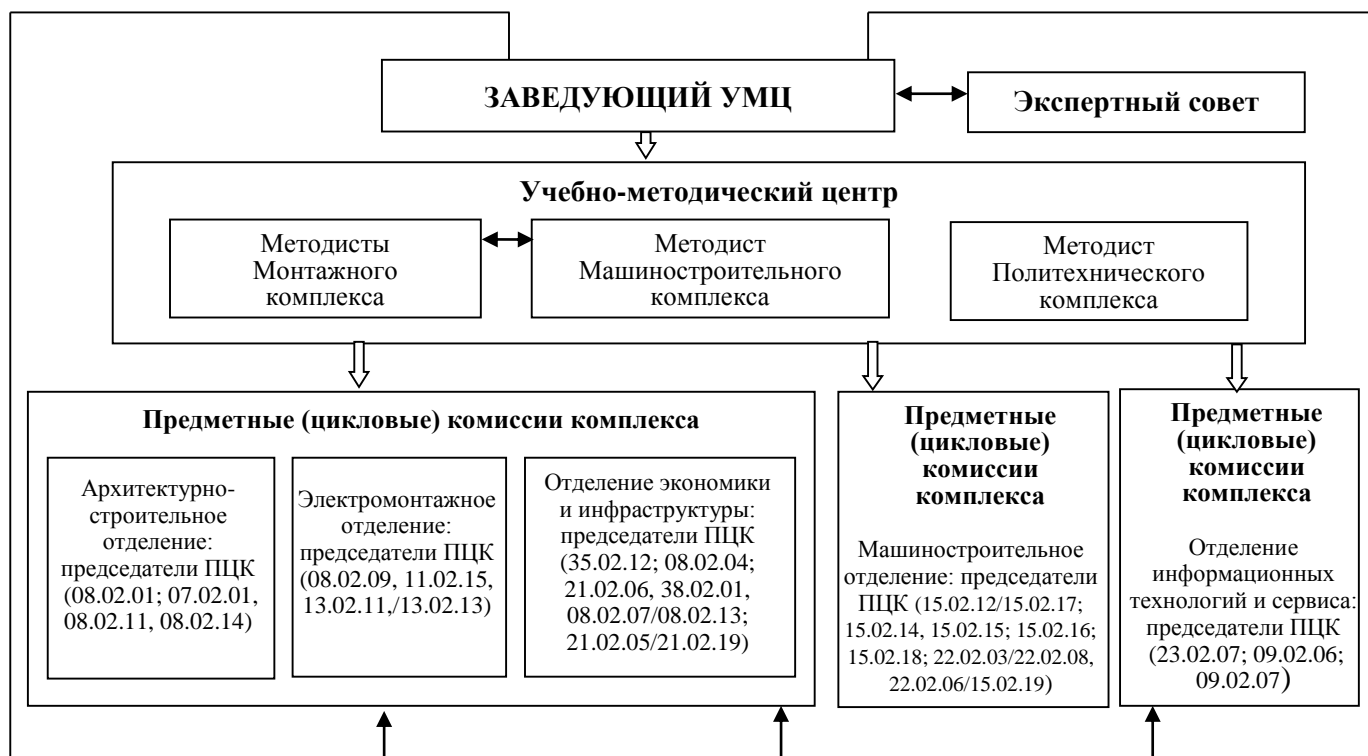 ЗАВЕДУЮЩИЙ УМЦ
Экспертный совет
Учебно-методический центр
Методисты
Монтажного
комплекса
Методист
Машиностроительного
комплекса
Методист
Политехнического
комплекса
Предметные (цикловые) комиссии комплекса
Архитектурно-
строительное
отделение:
председатели ПЦК
(08.02.01; 07.02.01,
08.02.11, 08.02.14)
Электромонтажное
отделение:
председатели ПЦК
(08.02.09, 11.02.15,
13.02.11,/13.02.13)
Отделение экономики
и инфраструктуры:
председатели ПЦК
(35.02.12; 08.02.04;
21.02.06, 38.02.01,
08.02.07/08.02.13;
21.02.05/21.02.19)
Предметные
(цикловые)
комиссии
комплекса
Машиностроительное
отделение: председатели
ПЦК (15.02.12/15.02.17;
15.02.14, 15.02.15; 15.02.16;
15.02.18; 22.02.03/22.02.08,
22.02.06/15.02.19)
Предметные
(цикловые)
комиссии
комплекса
Отделение
информационных
технологий и сервиса:
председатели ПЦК
(23.02.07; 09.02.06;
09.02.07)